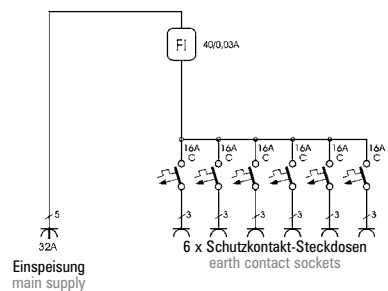 FI 40/0,03A
16A 16A 16A 16A 16A 16A
C C C C C C
5 3 3 3 3 3 3
32A
6 x Schutzkontakt-Steckdosen
earth contact sockets
Einspeisung
main supply